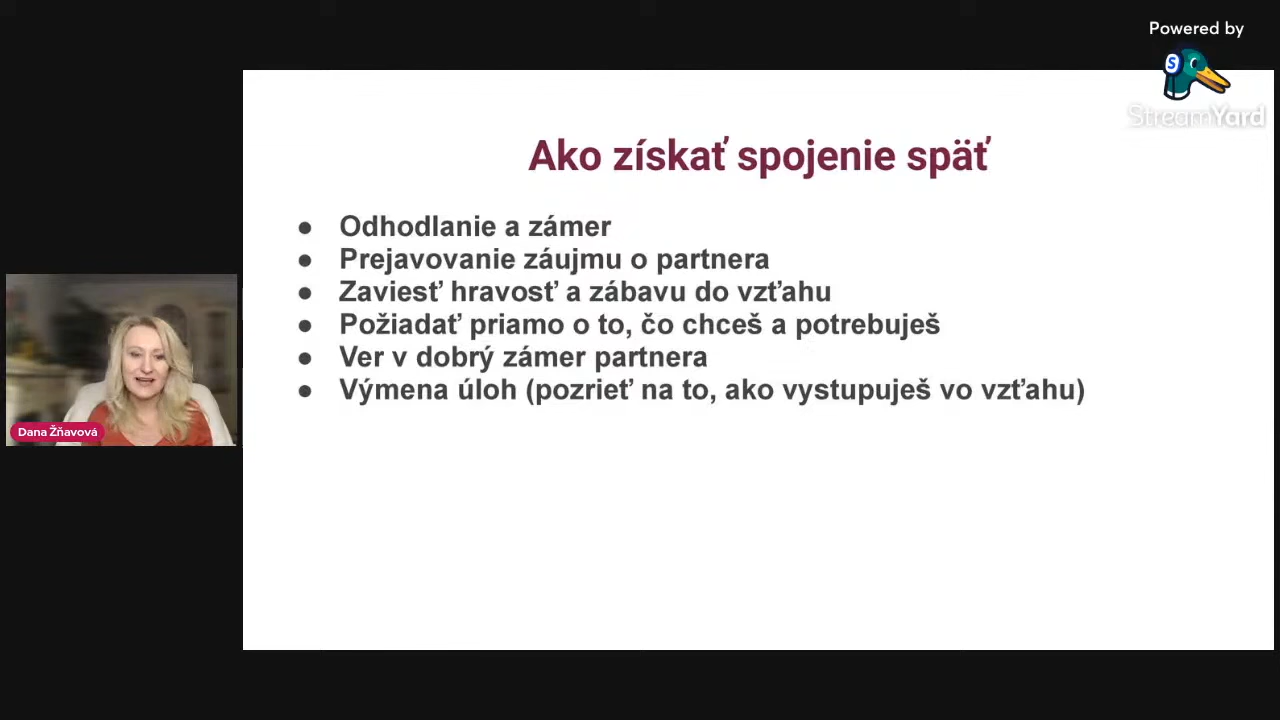 Powered by
StreamYard
Ako získať spojenie späť
● Odhodlanie a zámer
● Prejavovanie záujmu o partnera
● Zaviesť hravosť a zábavu do vzťahu
● Požiadať priamo o to, čo chceš a potrebuješ
● Ver v dobrý zámer partnera
● Výmena úloh (pozrieť na to, ako vystupuješ vo vzťahu)
Dana Žňavová